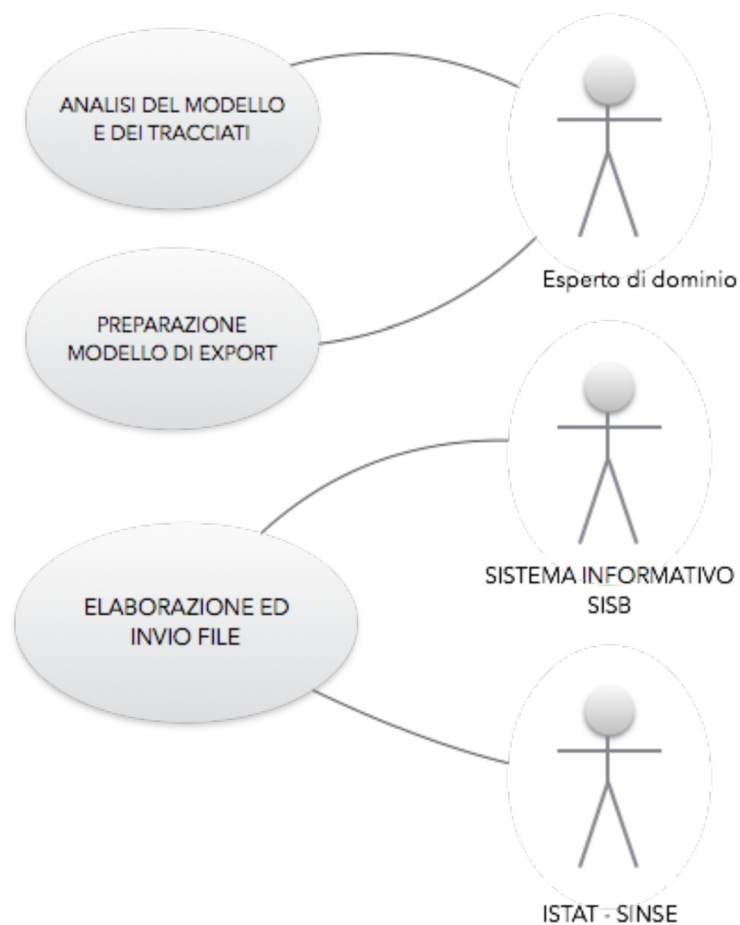 ANALISI DEL MODELLO
E DEI TRACCIATI
Esperto di dominio
PREPARAZIONE
MODELLO DI EXPORT
SISTEMA INFORMATIVO
SISB
ELABORAZIONE ED
INVIO FILE
ISTAT - SINSE